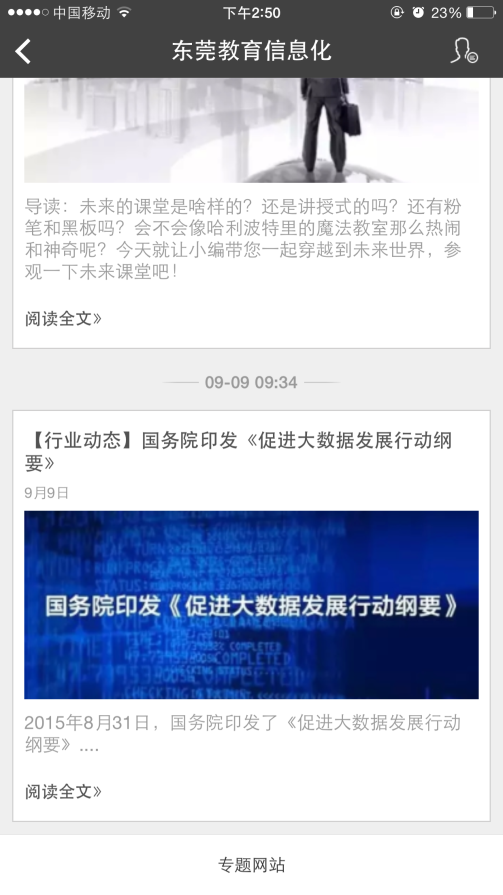 中国移动
下午2:50
23%
东莞教育信息化
导读：未来的课堂是啥样的？还是讲授式的吗？还有粉
笔和黑板吗？会不会像哈利波特里的魔法教室那么热闹
和神奇呢？今天就让小编带您一起穿越到未来世界，参
观一下未来课堂吧！
阅读全文»
09-09 09:34
【行业动态】国务院印发《促进大数据发展行动纲
要》
9月9日
国务院印发《促进大数据发展行动纲要》
2015年8月31日，国务院印发了《促进大数据发展行动
纲要》....
阅读全文»
专题网站